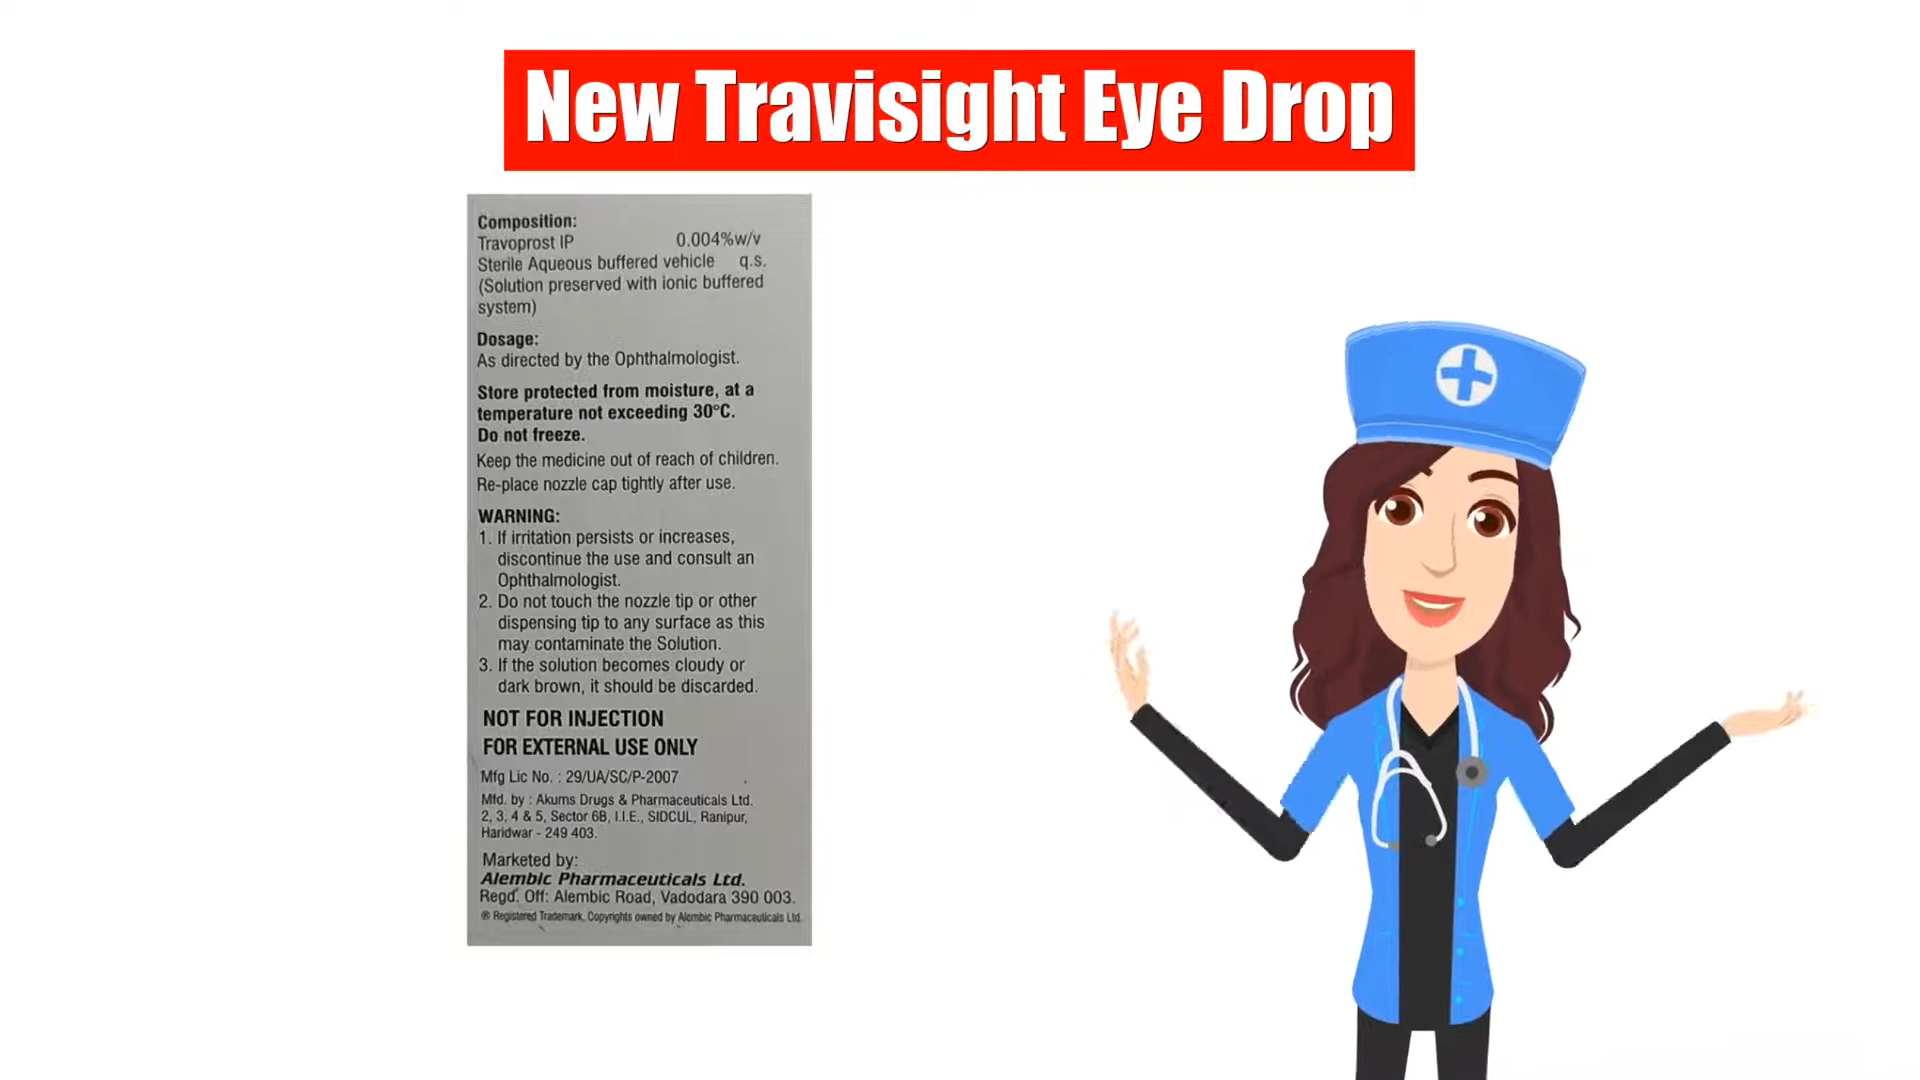 New Travisight Eye Drop
Composition:
Travoprost IP 0.004%w/v
Sterile Aqueous buffered vehicle q.s.
(Solution preserved with ionic buffered
system)
Dosage:
As directed by the Ophthalmologist.
Store protected from moisture, at a
temperature not exceeding 30°C.
Do not freeze.
Keep the medicine out of reach of children.
Re-place nozzle cap tightly after use.
WARNING:
1. If irritation persists or increases,
discontinue the use and consult an
Ophthalmologist.
2. Do not touch the nozzle tip or other
dispensing tip to any surface as this
may contaminate the Solution.
3. If the solution becomes cloudy or
dark brown, it should be discarded.
NOT FOR INJECTION
FOR EXTERNAL USE ONLY
Mfg Lic No. : 29/UA/SC/P-2007
Mfd. by : Akums Drugs & Pharmaceuticals Ltd.
2, 3, 4 & 5, Sector 6B, I.I.E., SIDCUL, Ranipur,
Haridwar - 249 403.
Marketed by:
Alembic Pharmaceuticals Ltd.
Regd. Off: Alembic Road, Vadodara 390 003.
® Registered Trademark, Copyrights owned by Alembic Pharmaceuticals Ltd.